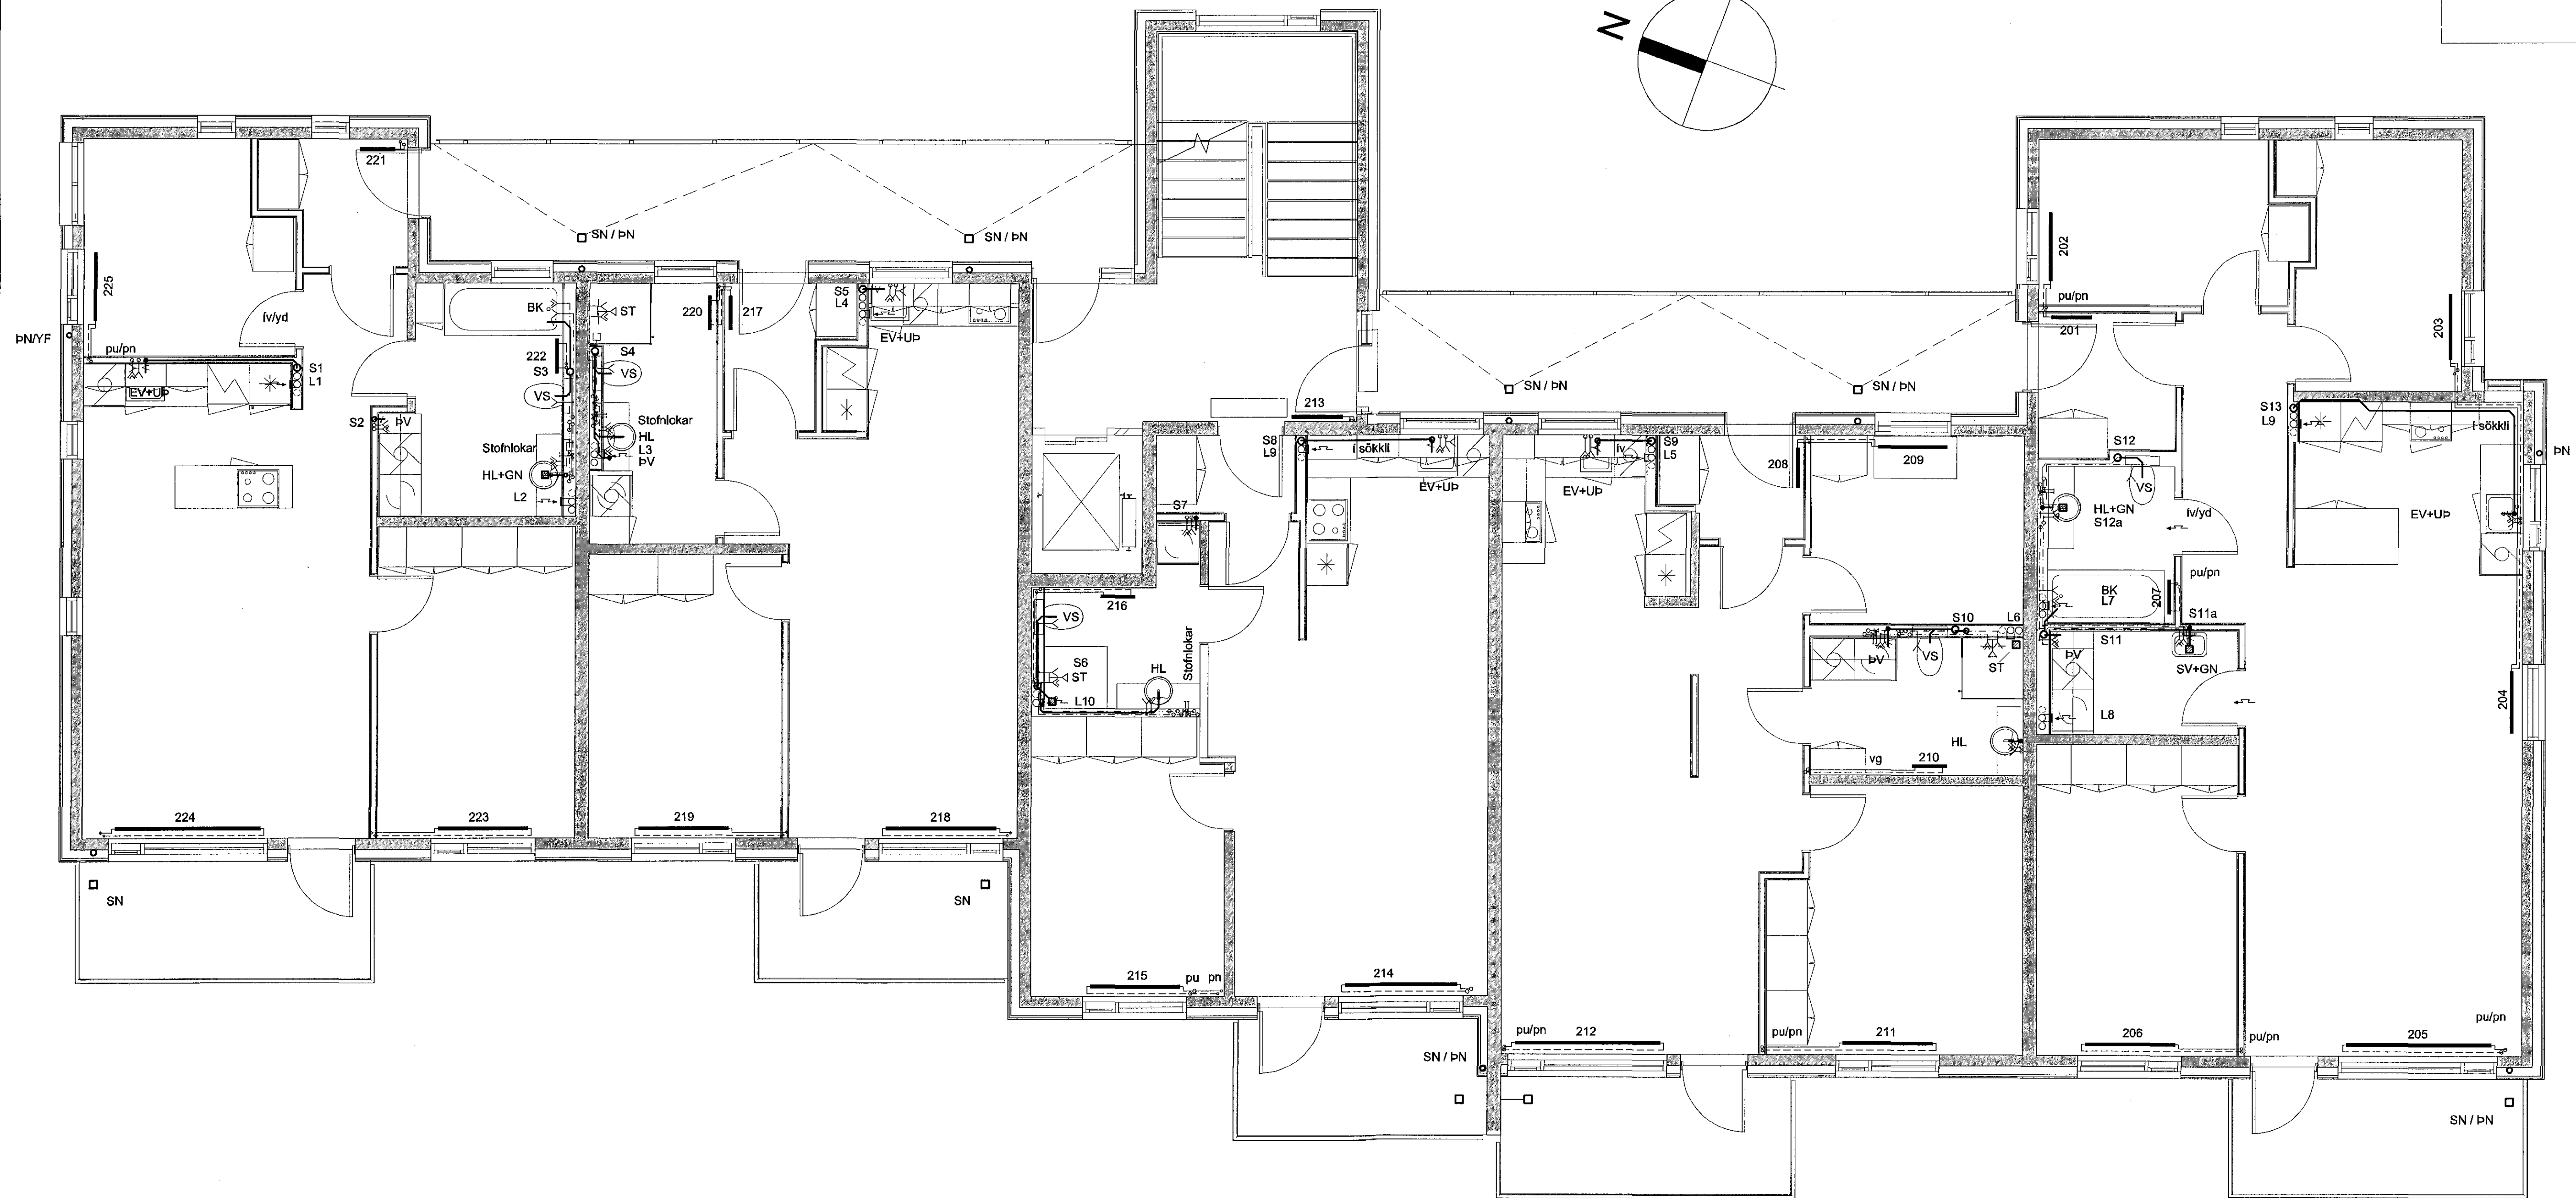 N
221
SN / ÞN
SN / ÞN
225
ív/yd
ÞN/YF
pu/pn
S1
L1
EV+UÞ
BK
222
S3
VS
S2
ÞV
Stofnlokar
HL+GN
L2
ST
220
217
S4
VS
Stofnlokar
HL
L3
ÞV
S5
L4
ív
EV+UÞ
224
223
219
218
SN
SN
213
S8
L9
í sökkli
EV+UÞ
S7
216
VS
S6
ST
L10
HL
Stofnlokar
215
pu pn
214
SN / ÞN
SN / ÞN
SN / ÞN
S9
L5
ív
EV+UÞ
208
209
S10
L6
ÞV
VS
ST
HL
vg
210
pu/pn
212
pu/pn
211
202
pu/pn
201
203
S13
L9
í sökkli
ÞN
S12
VS
HL+GN
S12a
ív/yd
EV+UÞ
pu/pn
BK
L7
207
S11a
S11
ÞV
SV+GN
L8
204
206
pu/pn
205
pu/pn
SN / ÞN